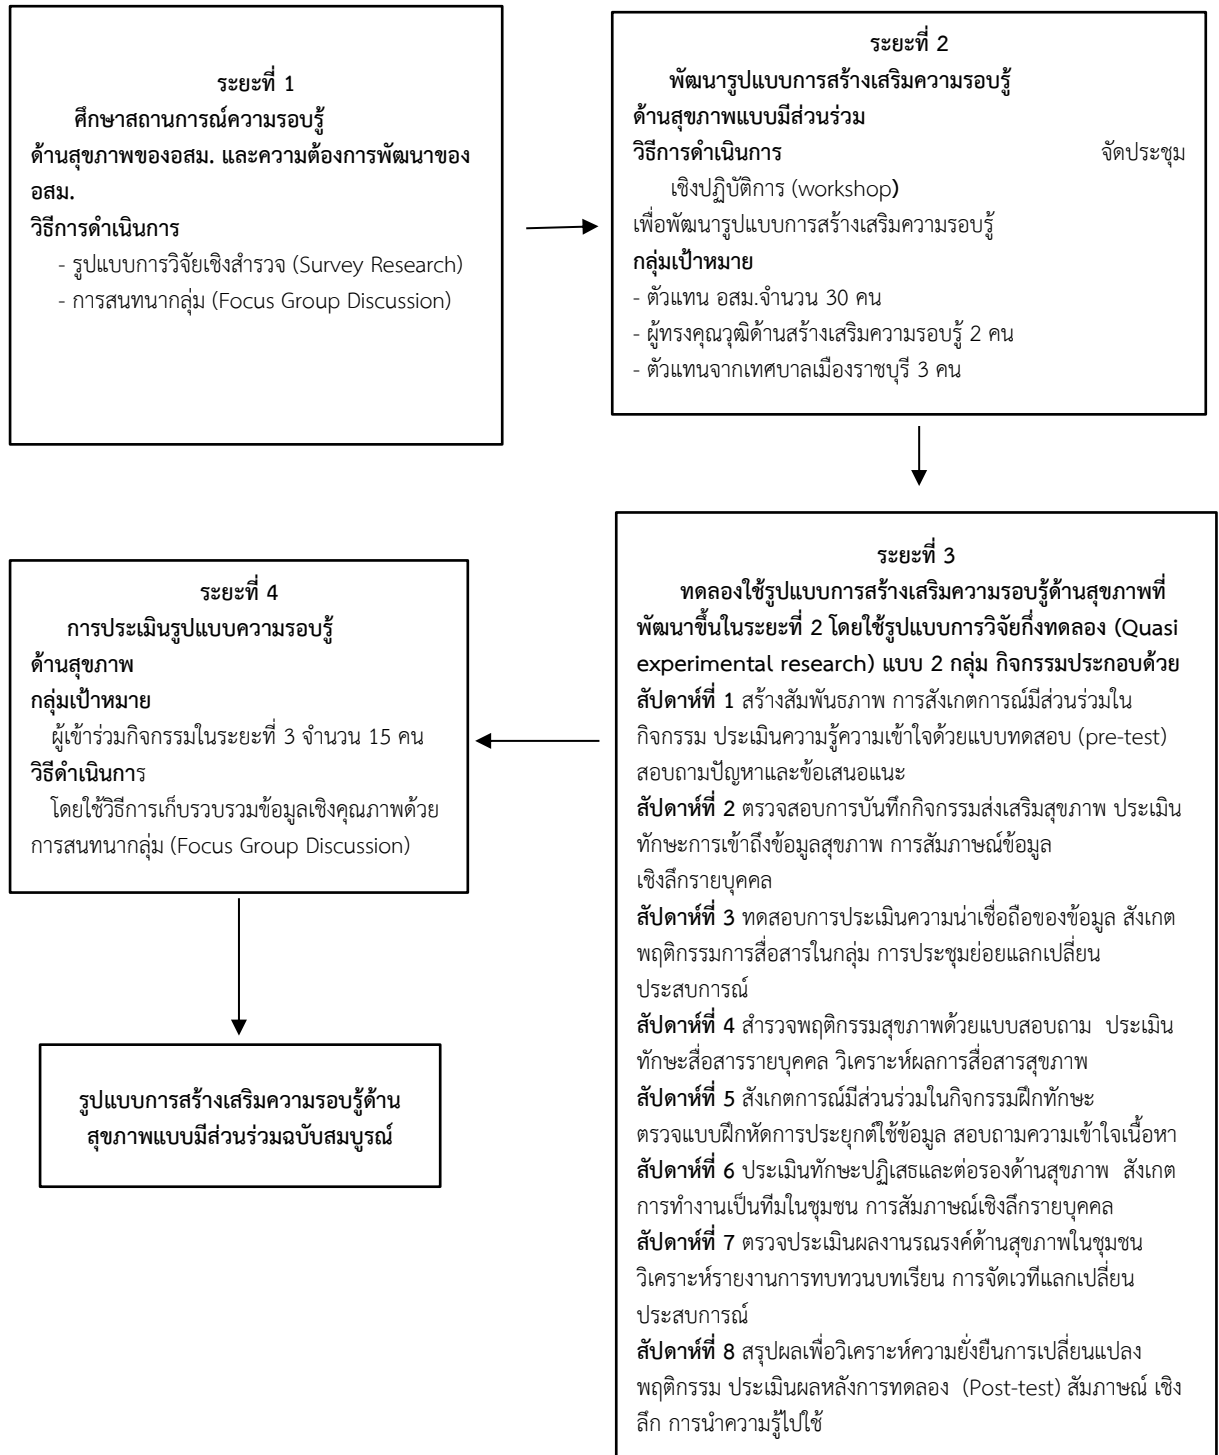 ระยะที่ 1
ศึกษาสถานการณ์ความรอบรู้
ด้านสุขภาพของอสม. และความต้องการพัฒนาของ
อสม.
วิธีการดำเนินการ
- รูปแบบการวิจัยเชิงสำรวจ (Survey Research)
- การสนทนากลุ่ม (Focus Group Discussion)
ระยะที่ 2
พัฒนารูปแบบการสร้างเสริมความรอบรู้
ด้านสุขภาพแบบมีส่วนร่วม
วิธีการดำเนินการ จัดประชุม
เชิงปฏิบัติการ (workshop)
เพื่อพัฒนารูปแบบการสร้างเสริมความรอบรู้
กลุ่มเป้าหมาย
- ตัวแทน อสม.จำนวน 30 คน
- ผู้ทรงคุณวุฒิด้านสร้างเสริมความรอบรู้ 2 คน
- ตัวแทนจากเทศบาลเมืองราชบุรี 3 คน
ระยะที่ 3
ทดลองใช้รูปแบบการสร้างเสริมความรอบรู้ด้านสุขภาพที่
พัฒนาขึ้นในระยะที่ 2 โดยใช้รูปแบบการวิจัยกึ่งทดลอง (Quasi
experimental research) แบบ 2 กลุ่ม กิจกรรมประกอบด้วย
สัปดาห์ที่ 1 สร้างสัมพันธภาพ การสังเกตการณ์มีส่วนร่วมใน
กิจกรรม ประเมินความรู้ความเข้าใจด้วยแบบทดสอบ (pre-test)
สอบถามปัญหาและข้อเสนอแนะ
สัปดาห์ที่ 2 ตรวจสอบการบันทึกกิจกรรมส่งเสริมสุขภาพ ประเมิน
ทักษะการเข้าถึงข้อมูลสุขภาพ การสัมภาษณ์ข้อมูล
เชิงลึกรายบุคคล
สัปดาห์ที่ 3 ทดสอบการประเมินความน่าเชื่อถือของข้อมูล สังเกต
พฤติกรรมการสื่อสารในกลุ่ม การประชุมย่อยแลกเปลี่ยน
ประสบการณ์
สัปดาห์ที่ 4 สำรวจพฤติกรรมสุขภาพด้วยแบบสอบถาม ประเมิน
ทักษะสื่อสารรายบุคคล วิเคราะห์ผลการสื่อสารสุขภาพ
สัปดาห์ที่ 5 สังเกตการณ์มีส่วนร่วมในกิจกรรมฝึกทักษะ
ตรวจแบบฝึกหัดการประยุกต์ใช้ข้อมูล สอบถามความเข้าใจเนื้อหา
สัปดาห์ที่ 6 ประเมินทักษะปฏิเสธและต่อรองด้านสุขภาพ สังเกต
การทำงานเป็นทีมในชุมชน การสัมภาษณ์เชิงลึกรายบุคคล
สัปดาห์ที่ 7 ตรวจประเมินผลงานรณรงค์ด้านสุขภาพในชุมชน
วิเคราะห์รายงานการทบทวนบทเรียน การจัดเวทีแลกเปลี่ยน
ประสบการณ์
สัปดาห์ที่ 8 สรุปผลเพื่อวิเคราะห์ความยั่งยืนการเปลี่ยนแปลง
พฤติกรรม ประเมินผลหลังการทดลอง (Post-test) สัมภาษณ์ เชิง
ลึก การนำความรู้ไปใช้
ระยะที่ 4
การประเมินรูปแบบความรอบรู้
ด้านสุขภาพ
กลุ่มเป้าหมาย
ผู้เข้าร่วมกิจกรรมในระยะที่ 3 จำนวน 15 คน
วิธีดำเนินการ
โดยใช้วิธีการเก็บรวบรวมข้อมูลเชิงคุณภาพด้วย
การสนทนากลุ่ม (Focus Group Discussion)
รูปแบบการสร้างเสริมความรอบรู้ด้าน
สุขภาพแบบมีส่วนร่วมฉบับสมบูรณ์